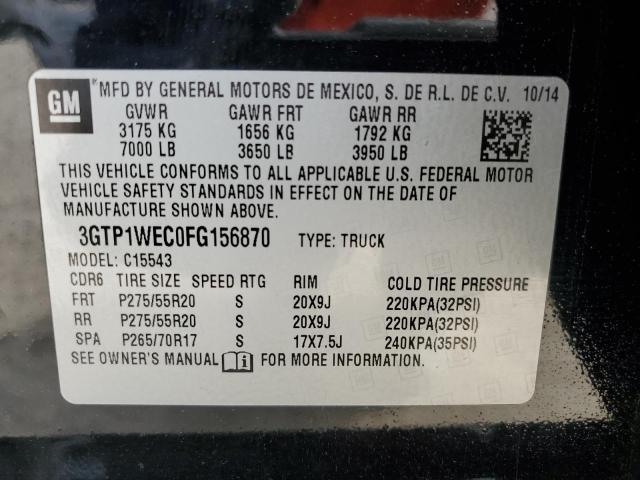 GM
MFD BY GENERAL MOTORS DE MEXICO, S. DE R.L. DE C.V. 10/14
GVWR GAWR FRT GAWR RR
3175 KG 1656 KG 1792 KG
7000 LB 3650 LB 3950 LB
THIS VEHICLE CONFORMS TO ALL APPLICABLE U.S. FEDERAL MOTOR
VEHICLE SAFETY STANDARDS IN EFFECT ON THE DATE OF
MANUFACTURE SHOWN ABOVE.
3GTP1WEC0FG156870 TYPE: TRUCK
MODEL: C15543
CDR6 TIRE SIZE SPEED RTG RIM COLD TIRE PRESSURE
FRT P275/55R20 S 20X9J 220KPA(32PSI)
RR P275/55R20 S 20X9J 220KPA(32PSI)
SPA P265/70R17 S 17X7.5J 240KPA(35PSI)
SEE OWNER'S MANUAL FOR MORE INFORMATION.